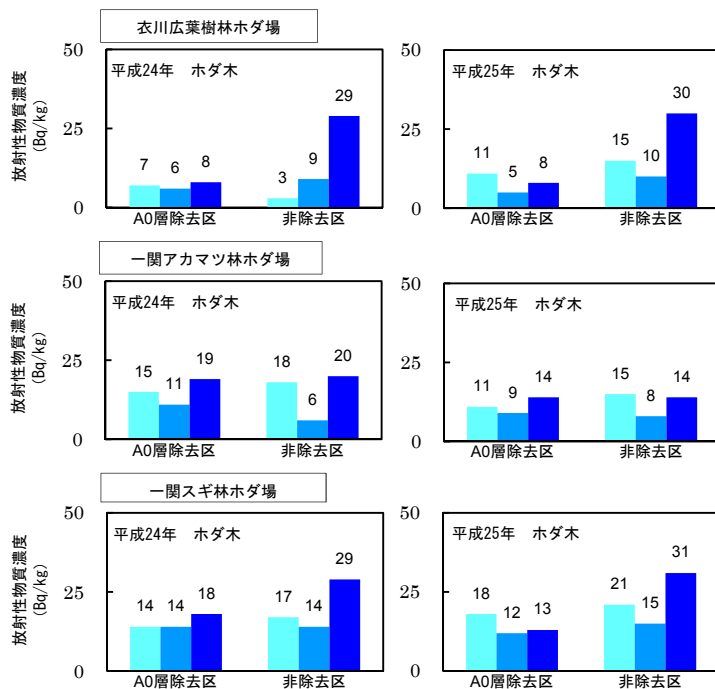 衣川広葉樹林ホダ場
放射性物質濃度
(Bq/kg)
50
25
0
平成24年 ホダ木
7
6
8
3
9
29
A0層除去区
非除去区
50
25
0
平成25年 ホダ木
11
5
8
15
10
30
A0層除去区
非除去区
一関アカマツ林ホダ場
放射性物質濃度
(Bq/kg)
50
25
0
平成24年 ホダ木
15
11
19
18
6
20
A0層除去区
非除去区
50
25
0
平成25年 ホダ木
11
9
14
15
8
14
A0層除去区
非除去区
一関スギ林ホダ場
放射性物質濃度
(Bq/kg)
50
25
0
平成24年 ホダ木
14
14
18
17
14
29
A0層除去区
非除去区
50
25
0
平成25年 ホダ木
18
12
13
21
15
31
A0層除去区
非除去区